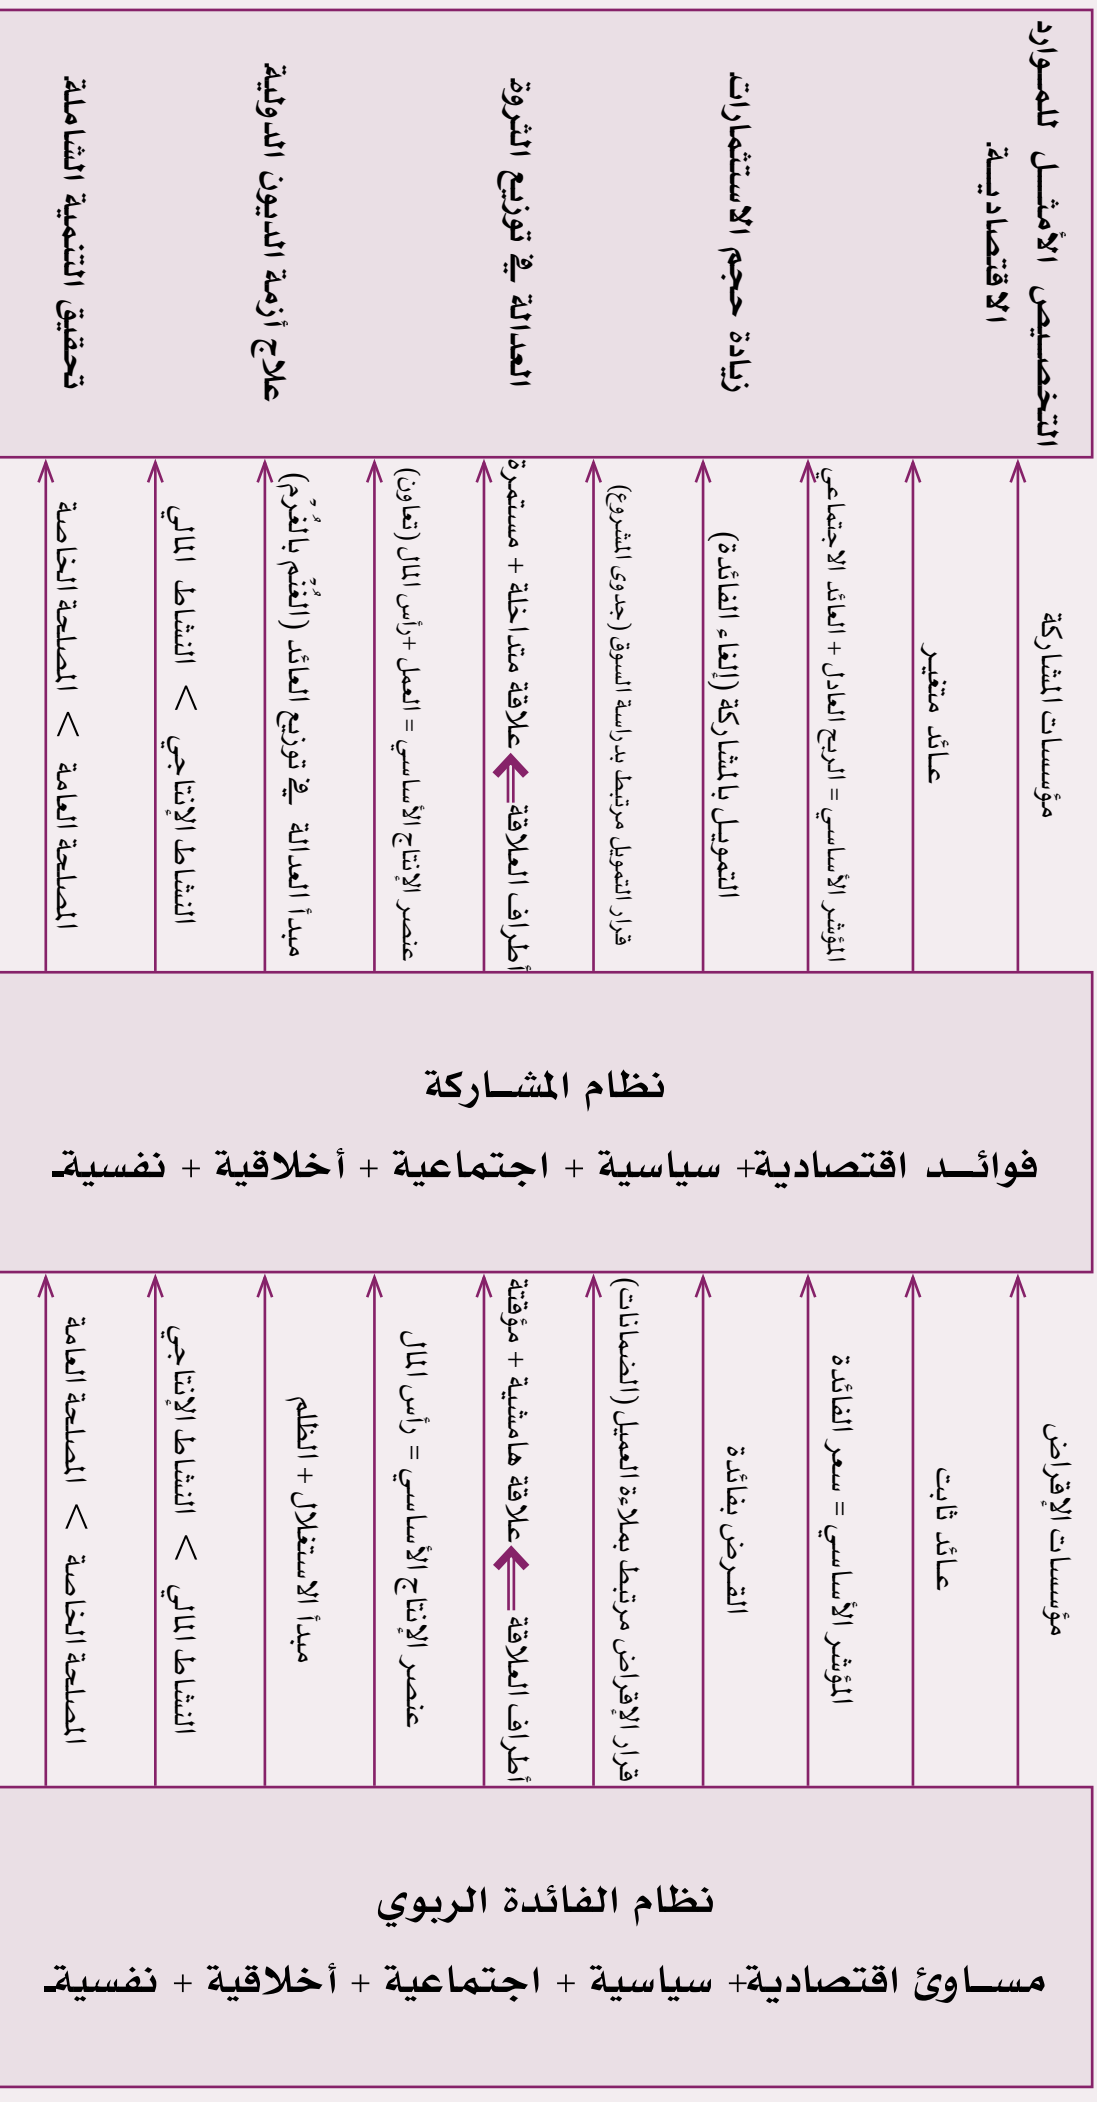 التخصيص الأمثل للموارد
الاقتصادية
زيادة حجم الاستثمارات
العدالة في توزيع الثروة
علاج أزمة الديون الدولية
تحقيق التنمية الشاملة
مؤسسات المشاركة
عائد متغير
المؤشر الأساسي = الربح العادل + العائد الاجتماعي
التمويل بالمشاركة (إلغاء الفائدة)
قرار التمويل مرتبط بدراسة السوق (جدوى المشروع)
أطراف العلاقة ⇐ علاقة متداخلة + مستمرة
عنصر الإنتاج الأساسي = العمل +رأس المال (تعاون)
مبدأ العدالة في توزيع العائد (الغُنْم بالغُرْم)
النشاط الإنتاجي > النشاط المالي
المصلحة العامة > المصلحة الخاصة
نظام المشاركة
فوائد اقتصادية+ سياسية + اجتماعية + أخلاقية + نفسية
مؤسسات الإقراض
عائد ثابت
المؤشر الأساسي = سعر الفائدة
القرض بفائدة
قرار الإقراض مرتبط بملاءة العميل (الضمانات)
أطراف العلاقة ⇐ علاقة هامشية + مؤقتة
عنصر الإنتاج الأساسي = رأس المال
مبدأ الاستغلال + الظلم
النشاط المالي > النشاط الإنتاجي
المصلحة الخاصة > المصلحة العامة
نظام الفائدة الربوي
مساوئ اقتصادية+ سياسية + اجتماعية + أخلاقية + نفسية